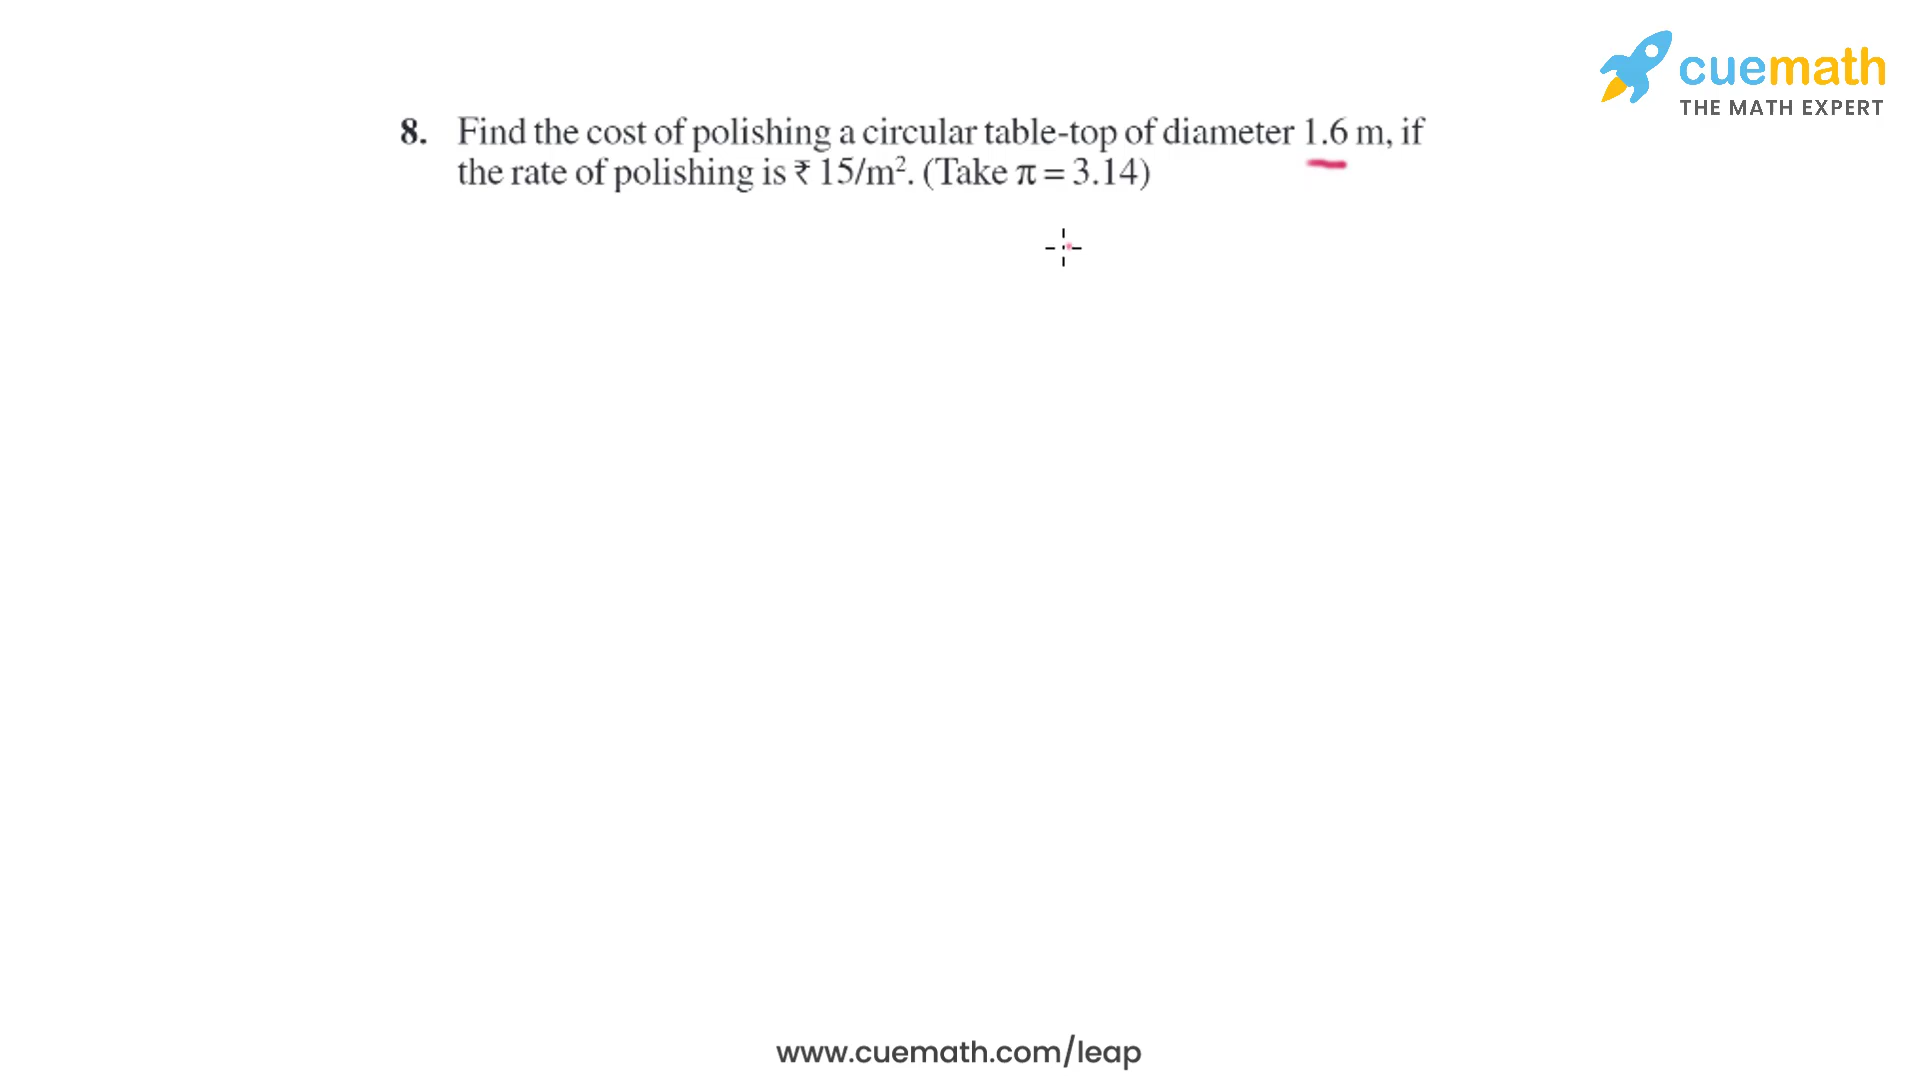 cuemath
THE MATH EXPERT
8. Find the cost of polishing a circular table-top of diameter 1.6 m, if
the rate of polishing is ₹ 15/m². (Take π = 3.14)
www.cuemath.com/leap